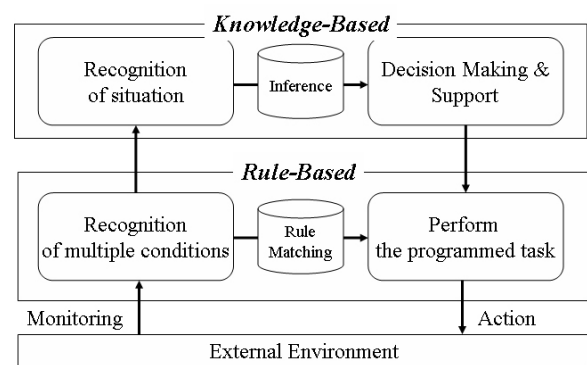 Knowledge-Based
Recognition
of situation
Inference
Decision Making &
Support
Rule-Based
Recognition
of multiple conditions
Rule
Matching
Perform
the programmed task
Monitoring
Action
External Environment